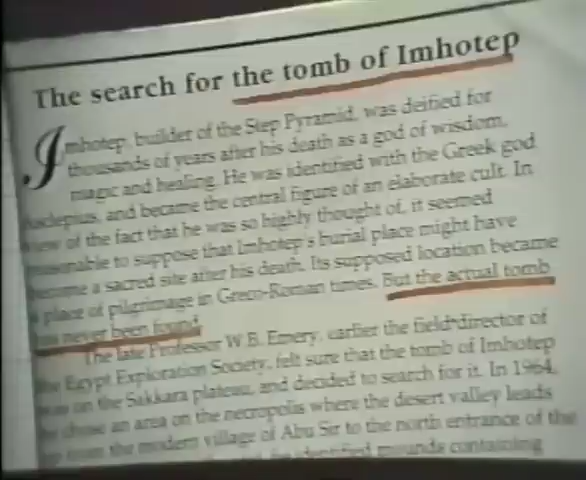 The search for the tomb of Imhotep
Imhotep, builder of the Step Pyramid, was deified for
thousands of years after his death as a god of wisdom,
magic and healing. He was identified with the Greek god
Asclepius, and became the central figure of an elaborate cult. In
view of the fact that he was so highly thought of, it seemed
reasonable to suppose that Imhotep's burial place might have
become a sacred site after his death. Its supposed location became
a place of pilgrimage in Greco-Roman times. But the actual tomb
has never been found.
The late Professor W.B. Emery, earlier the field director of
the Egypt Exploration Society, felt sure that the tomb of Imhotep
was on the Sakkara plateau, and decided to search for it. In 1964,
he chose an area on the necropolis where the desert valley leads
up from the modern village of Abu Sir to the north entrance of the
he identified mounds containing